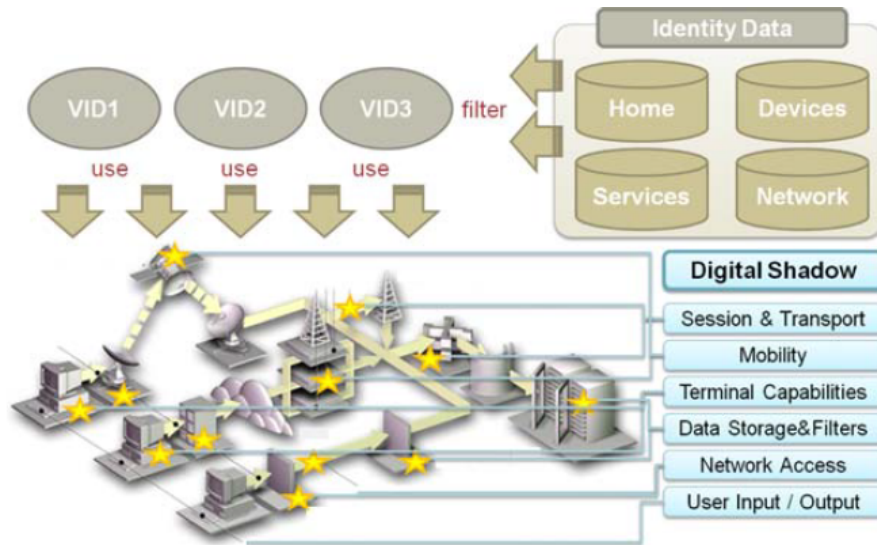 Identity Data
VID1
VID2
VID3
filter
Home
Devices
Services
Network
use
use
use
Digital Shadow
Session & Transport
Mobility
Terminal Capabilities
Data Storage&Filters
Network Access
User Input / Output